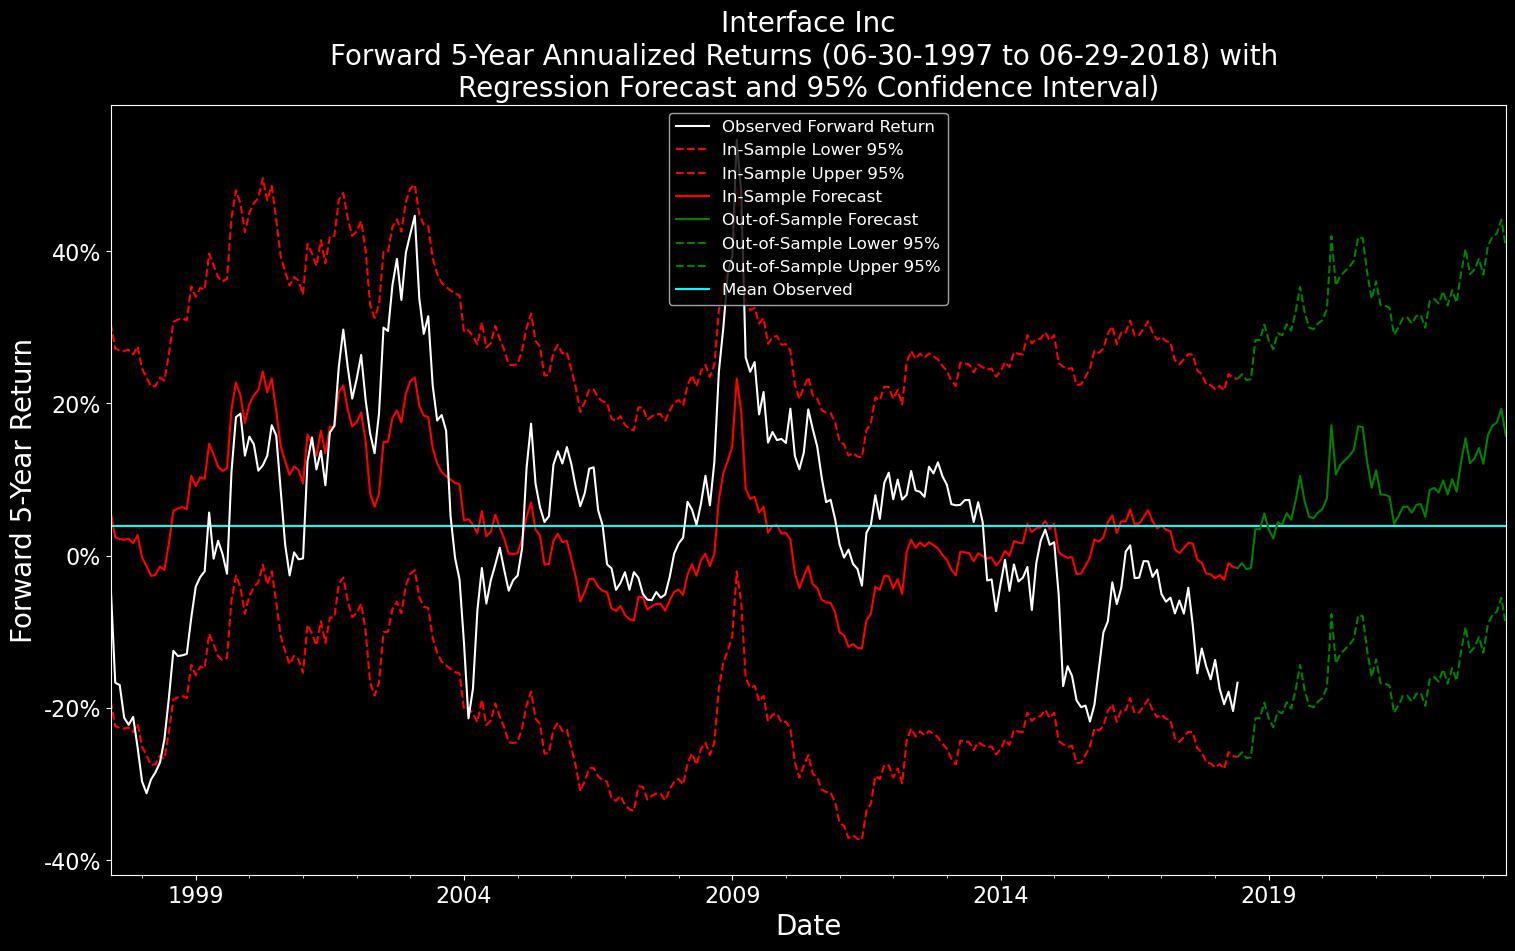 Interface Inc
Forward 5-Year Annualized Returns (06-30-1997 to 06-29-2018) with
Regression Forecast and 95% Confidence Interval)
Observed Forward Return
In-Sample Lower 95%
In-Sample Upper 95%
In-Sample Forecast
Out-of-Sample Forecast
Out-of-Sample Lower 95%
Out-of-Sample Upper 95%
Mean Observed
Forward 5-Year Return
40%
20%
0%
-20%
-40%
1999
2004
2009
2014
2019
Date